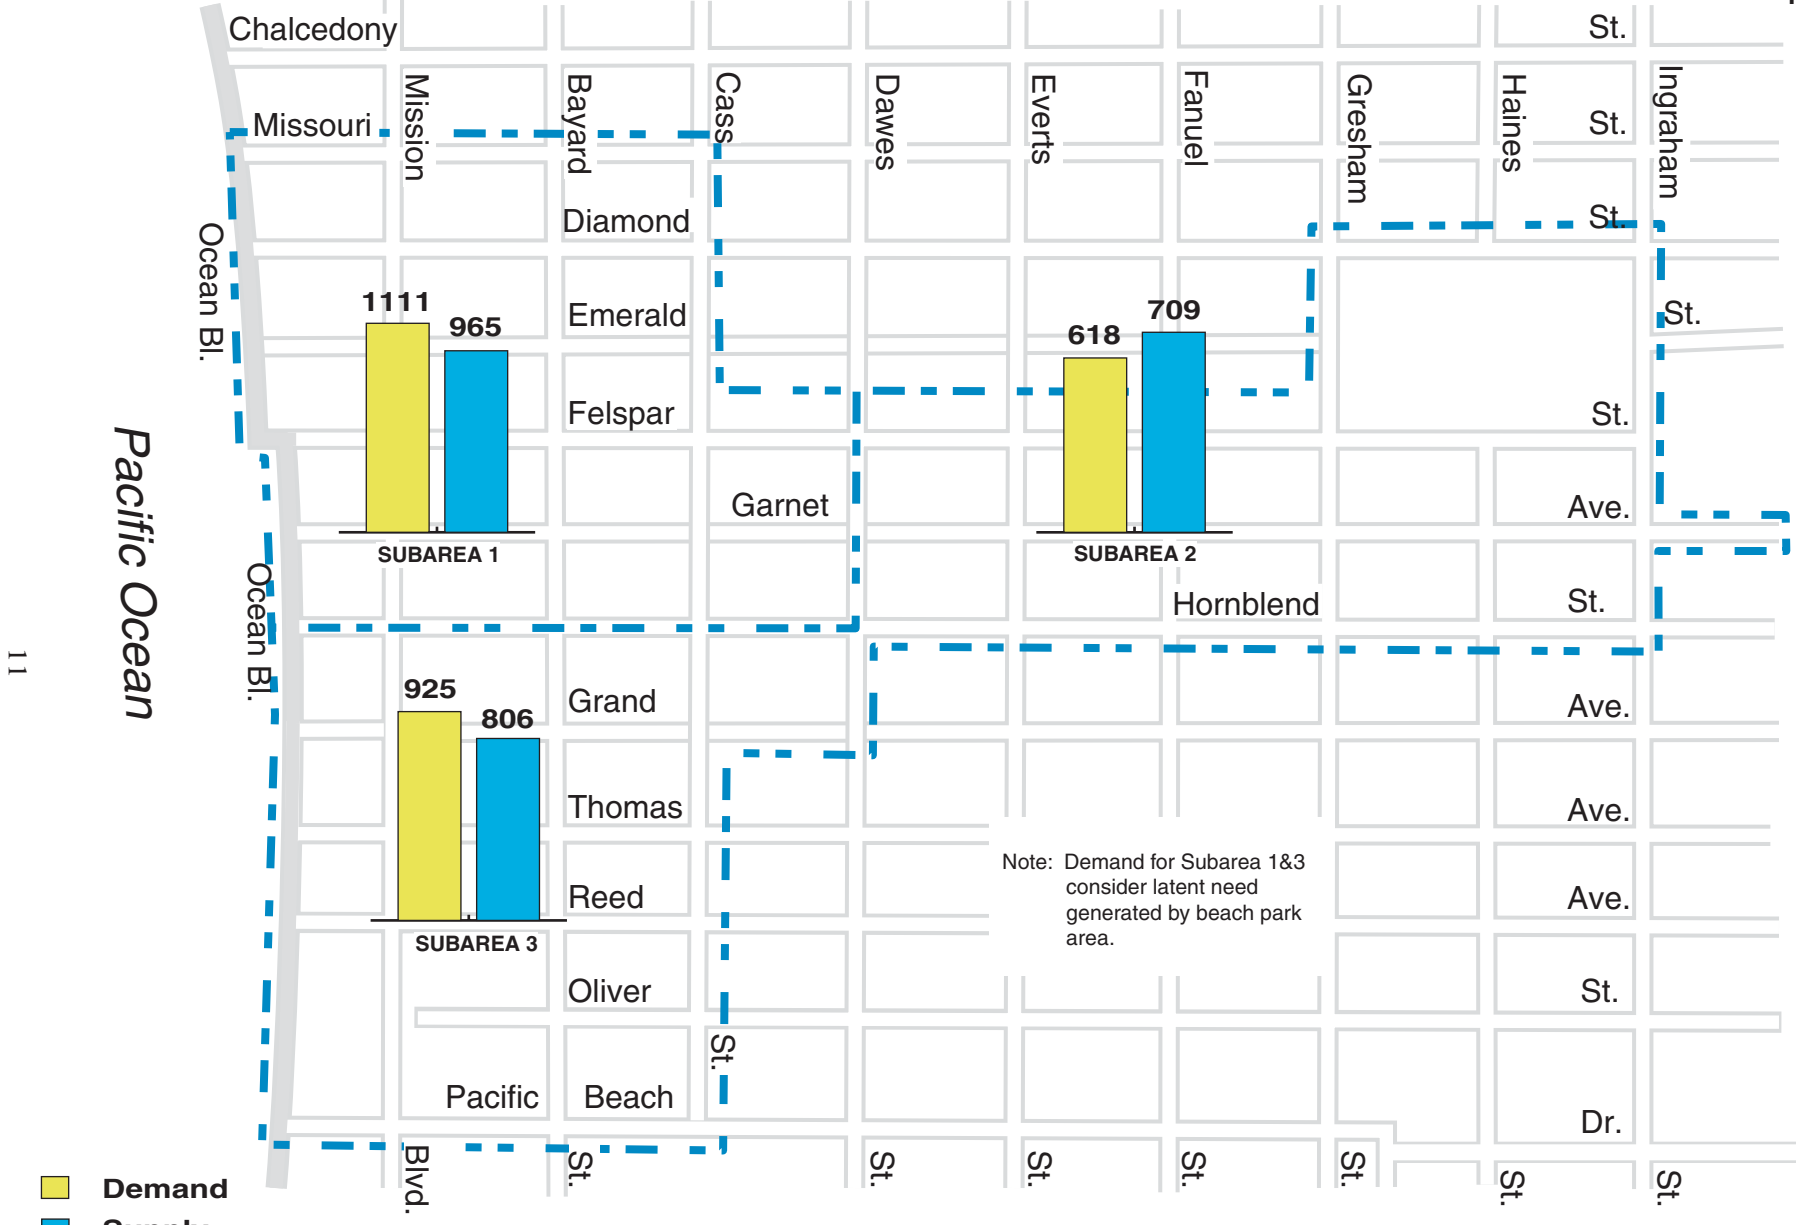 Chalcedony
St.
Mission
Bayard
Cass
Dawes
Everts
Fanuel
Gresham
Haines
Ingraham
Missouri
St.
Diamond
St.
Ocean Bl.
1111
965
Emerald
618
709
St.
Felspar
St.
Pacific Ocean
Garnet
Ave.
SUBAREA 1
SUBAREA 2
Ocean Bl.
Hornblend
St.
11
925
806
Grand
Ave.
Thomas
Ave.
Note: Demand for Subarea 1&3
consider latent need
generated by beach park
area.
Reed
Ave.
SUBAREA 3
Oliver
St.
St.
Pacific Beach
Dr.
Blvd.
St.
St.
St.
St.
St.
St.
St.
Demand
Supply